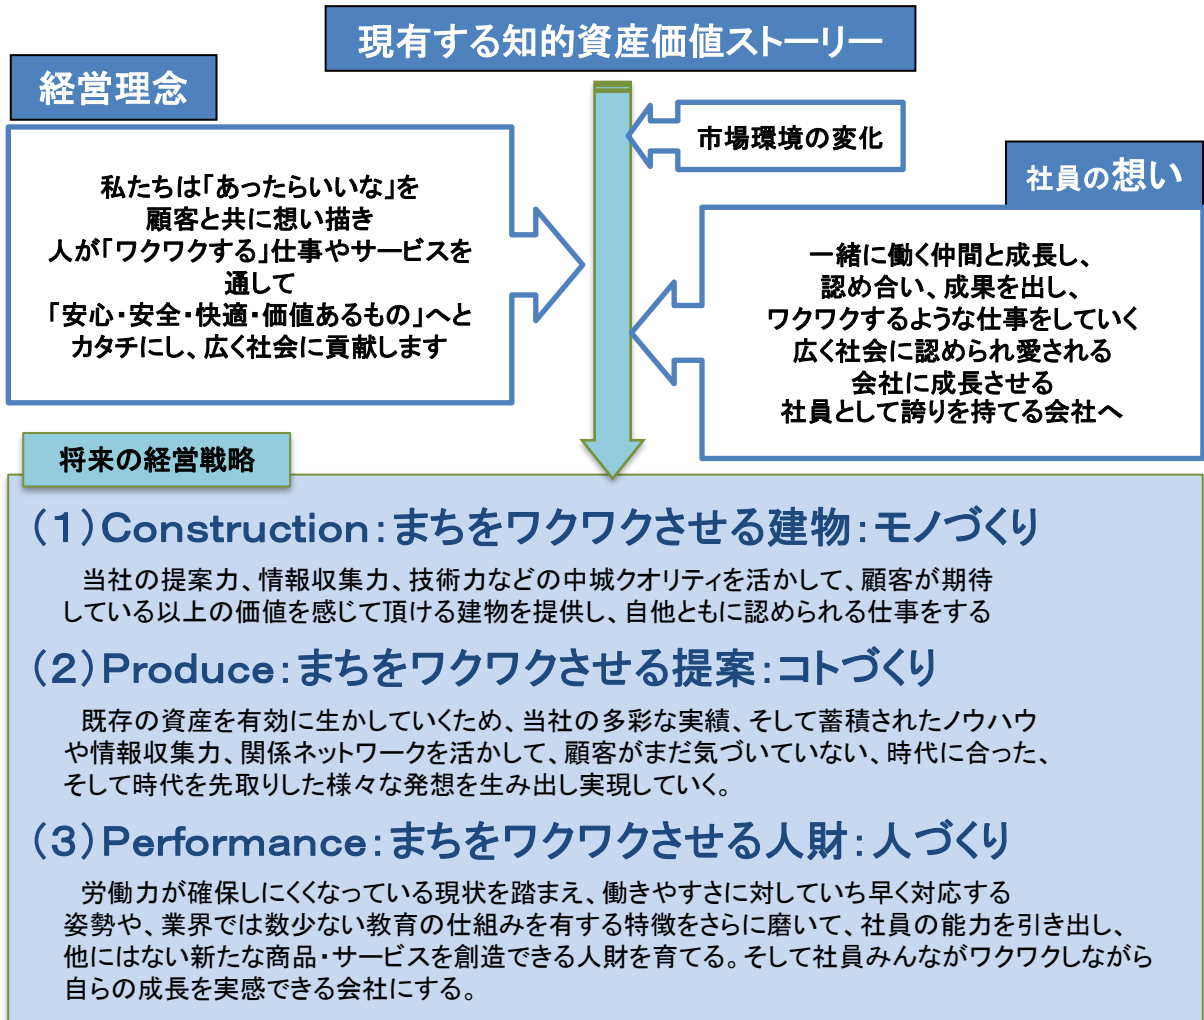 現有する知的資産価値ストーリー
経営理念
市場環境の変化
私たちは「あったらいいな」を
顧客と共に想い描き
人が「ワクワクする」仕事やサービスを
通して
「安心・安全・快適・価値あるもの」へと
カタチにし、広く社会に貢献します
社員の想い
一緒に働く仲間と成長し、
認め合い、成果を出し、
ワクワクするような仕事をしていく
広く社会に認められ愛される
会社に成長させる
社員として誇りを持てる会社へ
将来の経営戦略
（１）Construction：まちをワクワクさせる建物：モノづくり
当社の提案力、情報収集力、技術力などの中城クオリティを活かして、顧客が期待
している以上の価値を感じて頂ける建物を提供し、自他ともに認められる仕事をする
（２）Produce：まちをワクワクさせる提案：コトづくり
既存の資産を有効に生かしていくため、当社の多彩な実績、そして蓄積されたノウハウ
や情報収集力、関係ネットワークを活かして、顧客がまだ気づいていない、時代に合った、
そして時代を先取りした様々な発想を生み出し実現していく。
（３）Performance：まちをワクワクさせる人財：人づくり
労働力が確保しにくくなっている現状を踏まえ、働きやすさに対していち早く対応する
姿勢や、業界では数少ない教育の仕組みを有する特徴をさらに磨いて、社員の能力を引き出し、
他にはない新たな商品・サービスを創造できる人財を育てる。そして社員みんながワクワクしながら
自らの成長を実感できる会社にする。